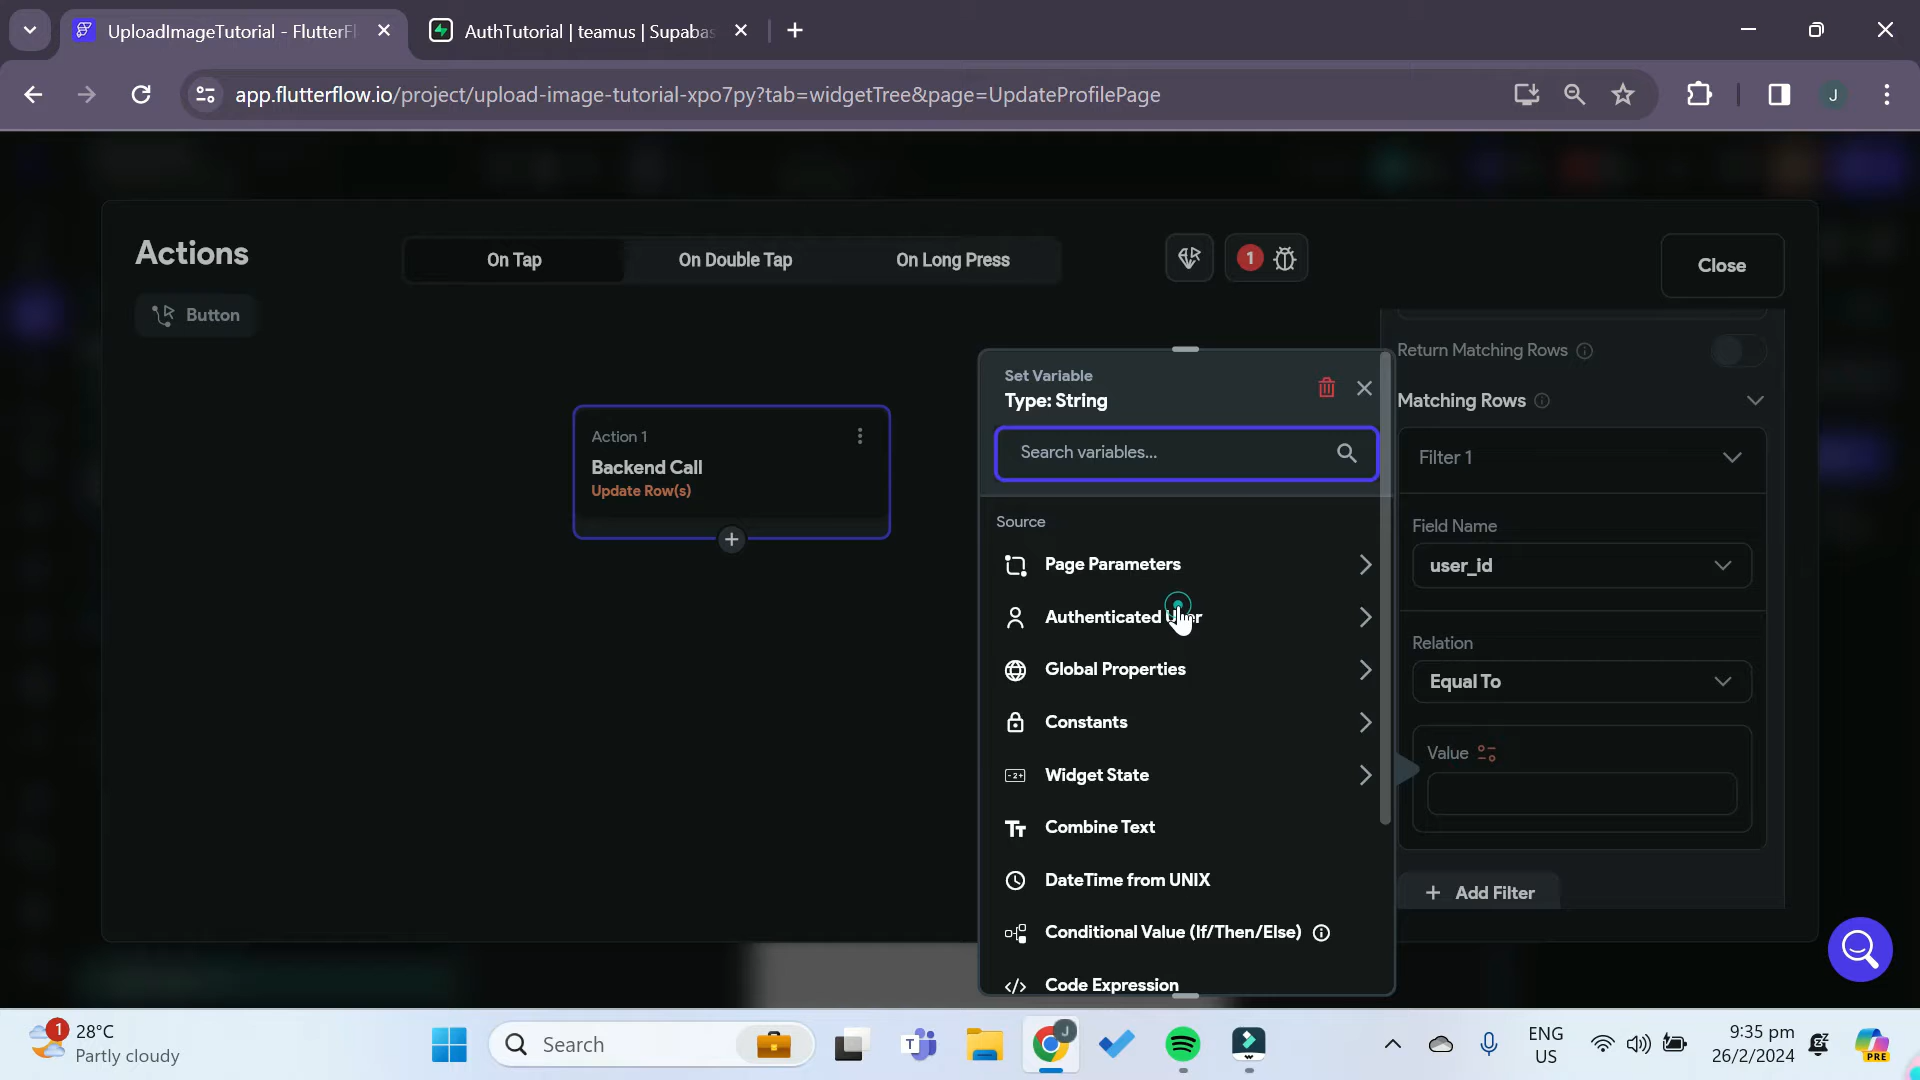 UploadImageTutorial - FlutterFl
AuthTutorial | teamus | Supabas
app.flutterflow.io/project/upload-image-tutorial-xpo7py?tab=widgetTree&page=UpdateProfilePage
J
Actions
On Tap
On Double Tap
On Long Press
1
Close
Button
Action 1
Backend Call
Update Row(s)
Set Variable
Type: String
Search variables...
Source
Page Parameters
Authenticated User
Global Properties
Constants
Widget State
Combine Text
DateTime from UNIX
Conditional Value (If/Then/Else)
Code Expression
Return Matching Rows
Matching Rows
Filter 1
Field Name
user_id
Relation
Equal To
Value
Add Filter
1
28°C
Partly cloudy
Search
J
ENG
US
9:35 pm
26/2/2024
PRE